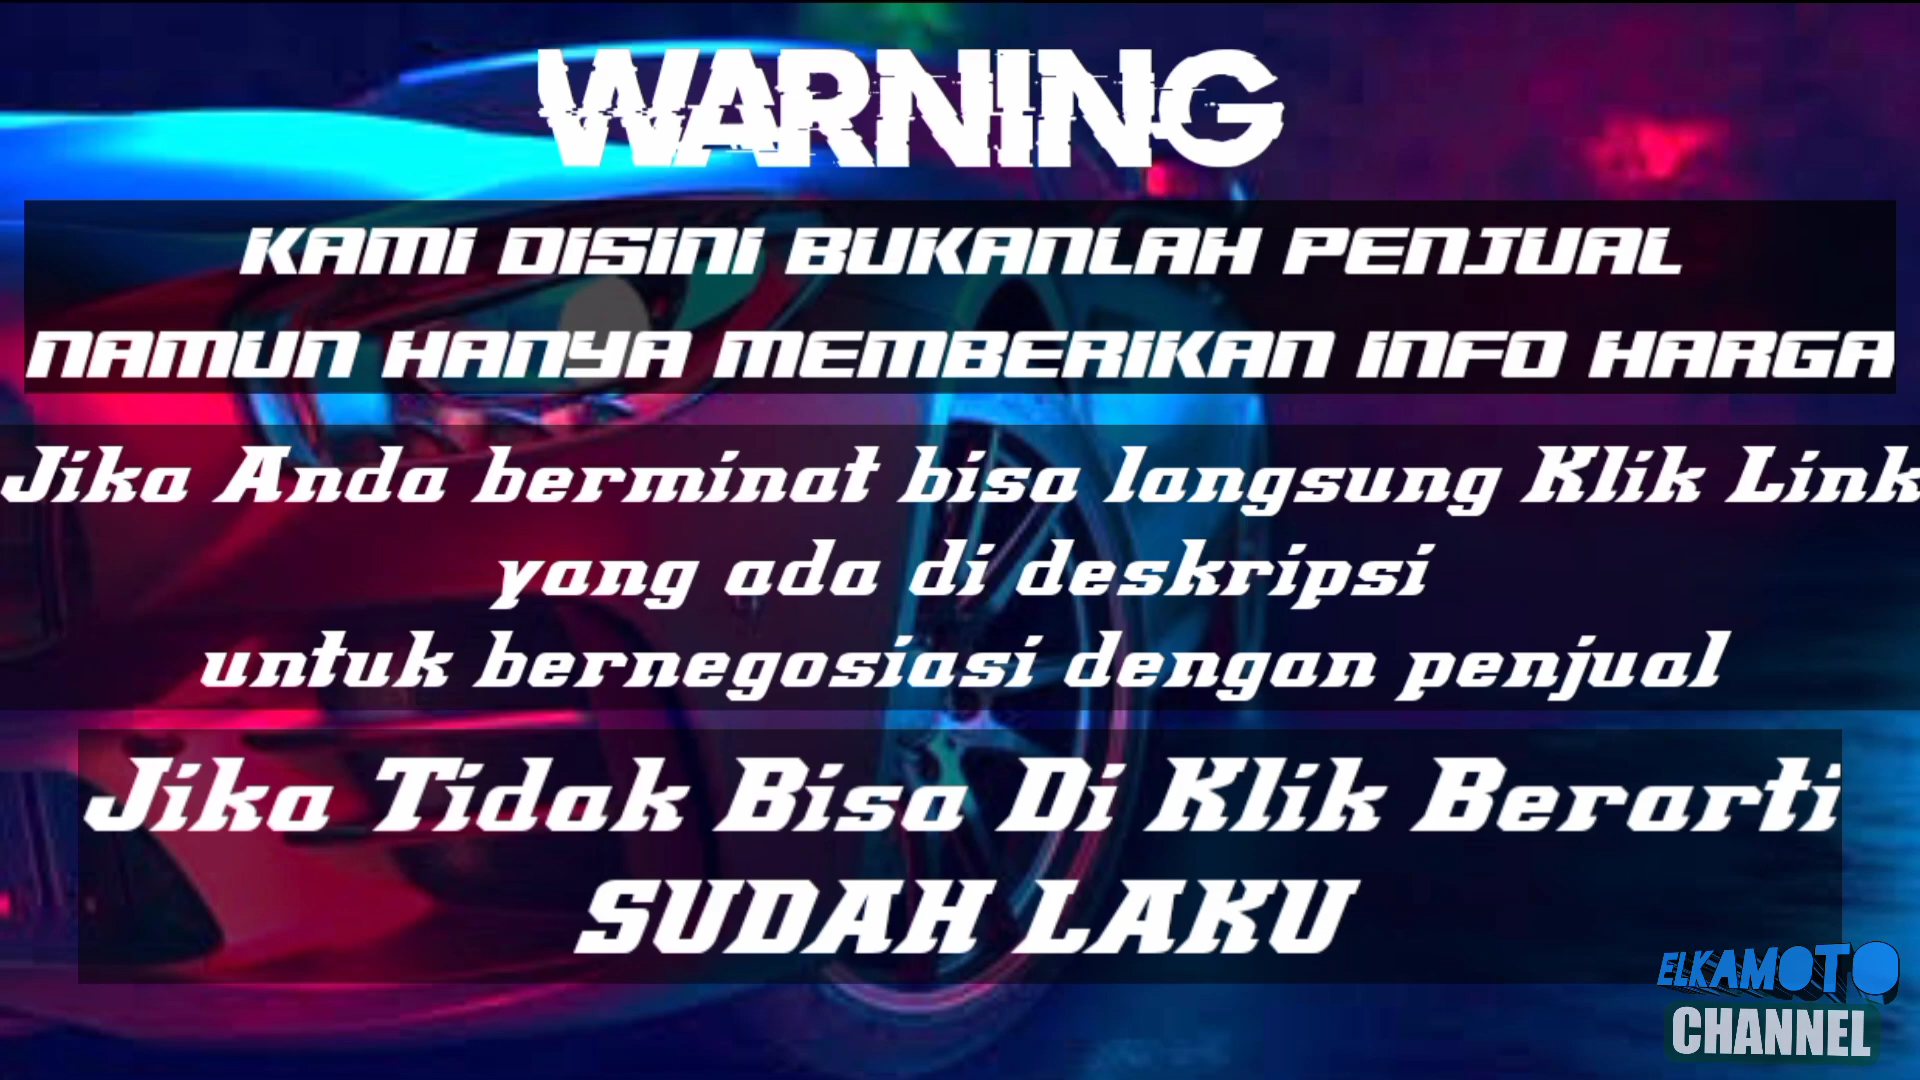 WARNING
KAMI DISINI BUKANLAH PENJUAL
NAMUN HANYA MEMBERIKAN INFO HARGA
Jika Anda berminat bisa langsung Klik Link
yang ada di deskripsi
untuk bernegosiasi dengan penjual
Jika Tidak Bisa Di Klik Berarti
SUDAH LAKU
ELKAMOTO
CHANNEL